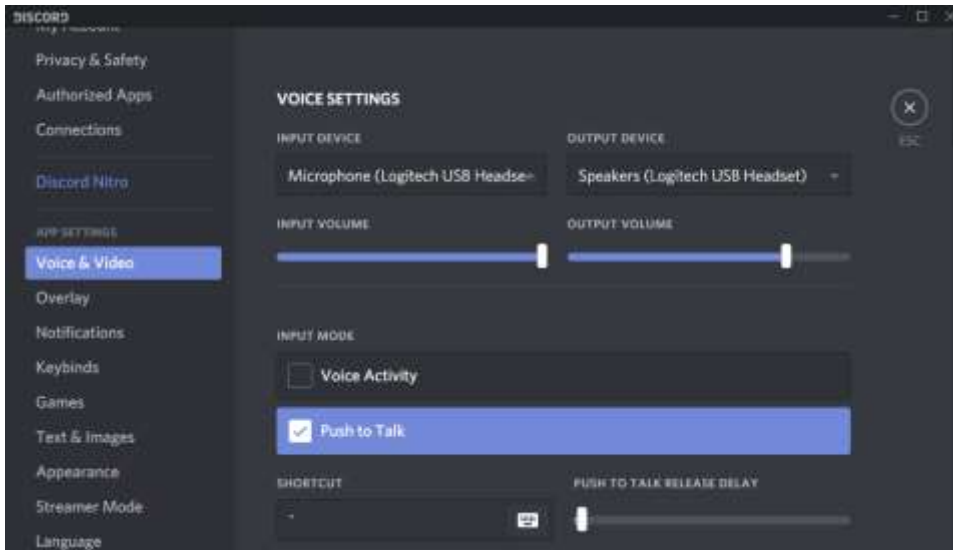 DISCORD
My Account
Privacy & Safety
Authorized Apps
Connections
Discord Nitro
APP SETTINGS
Voice & Video
Overlay
Notifications
Keybinds
Games
Text & Images
Appearance
Streamer Mode
Language
VOICE SETTINGS
INPUT DEVICE
Microphone (Logitech USB Headse
OUTPUT DEVICE
Speakers (Logitech USB Headset)
INPUT VOLUME
OUTPUT VOLUME
INPUT MODE
Voice Activity
Push to Talk
SHORTCUT
PUSH TO TALK RELEASE DELAY
ESC